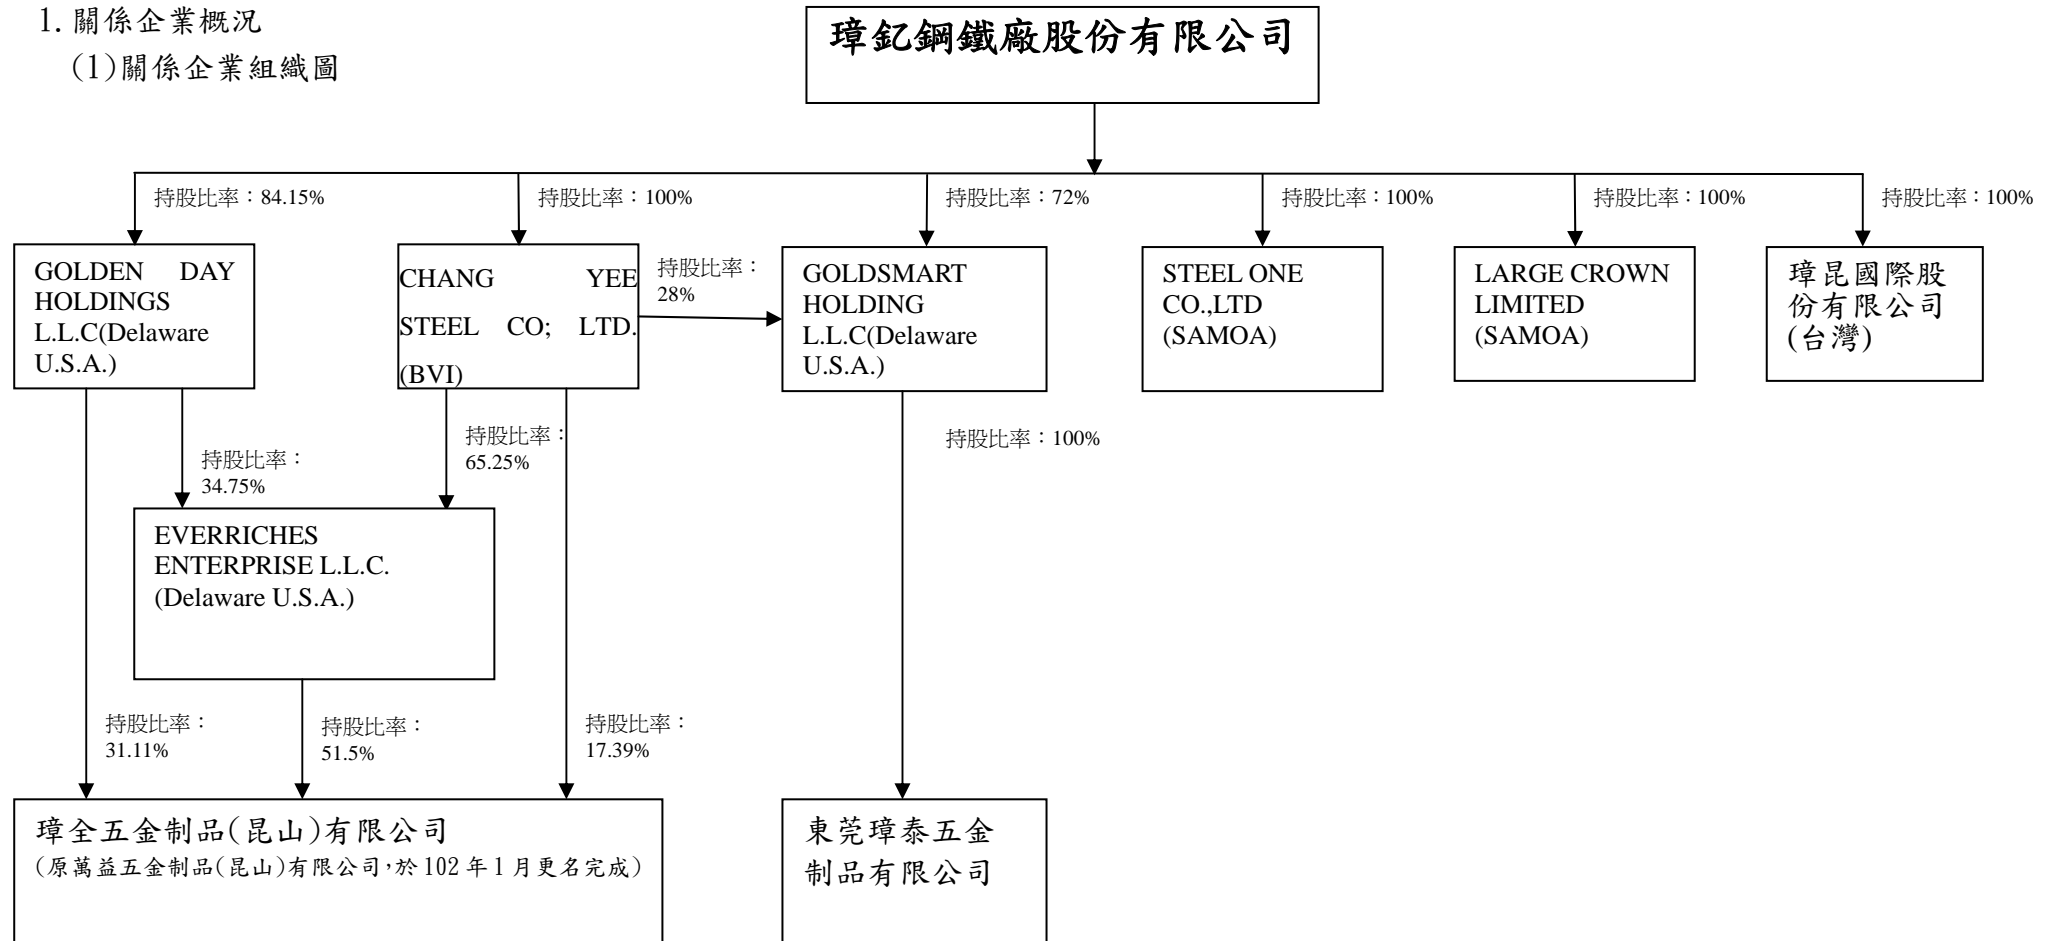 1. 關係企業概況
(1)關係企業組織圖
璋釔鋼鐵廠股份有限公司
持股比率：84.15%
持股比率：100%
持股比率：72%
持股比率：100%
持股比率：100%
持股比率：100%
GOLDEN DAY
HOLDINGS
L.L.C(Delaware
U.S.A.)
CHANG YEE
STEEL CO; LTD.
(BVI)
持股比率：
28%
GOLDSMART
HOLDING
L.L.C(Delaware
U.S.A.)
STEEL ONE
CO.,LTD
(SAMOA)
LARGE CROWN
LIMITED
(SAMOA)
璋昆國際股
份有限公司
(台灣)
持股比率：
34.75%
持股比率：
65.25%
持股比率：100%
EVERRICHES
ENTERPRISE L.L.C.
(Delaware U.S.A.)
持股比率：
31.11%
持股比率：
51.5%
持股比率：
17.39%
璋全五金制品(昆山)有限公司
(原萬益五金制品(昆山)有限公司，於 102 年 1 月更名完成)
東莞璋泰五金
制品有限公司